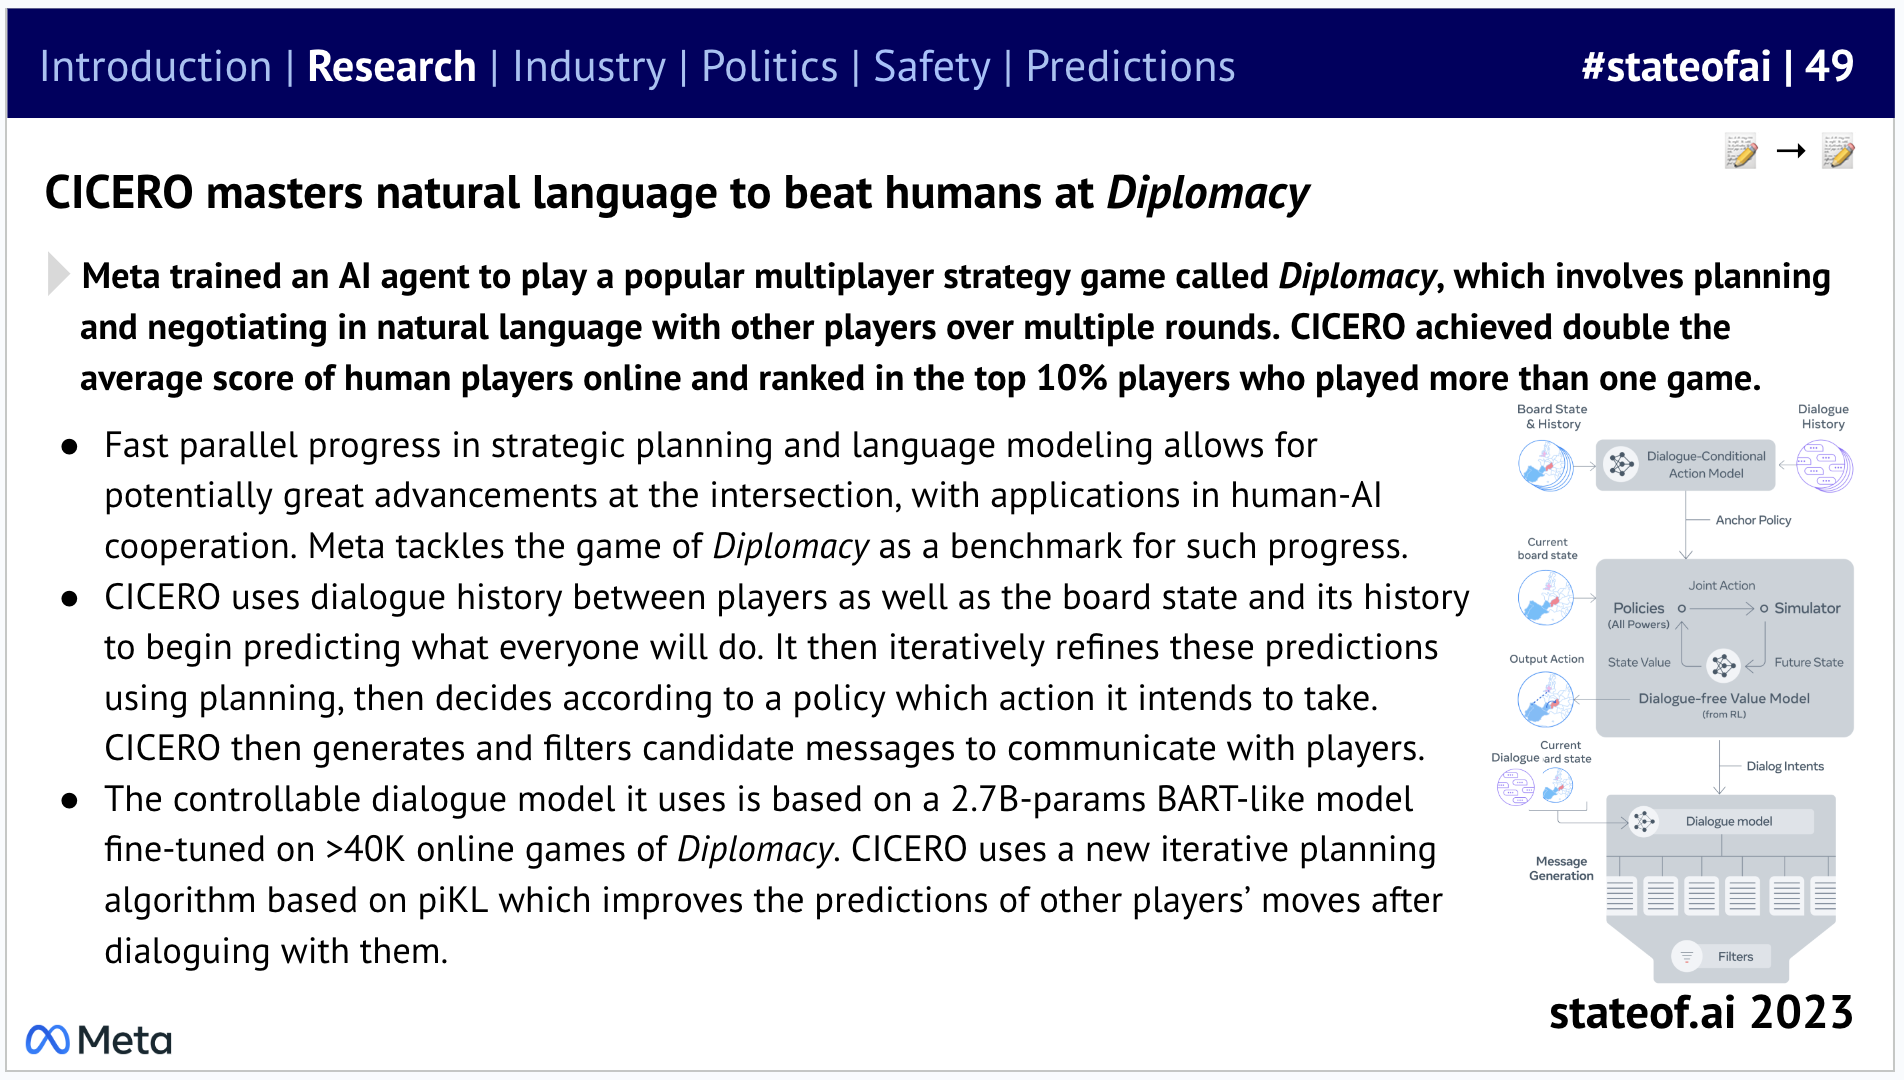 Introduction | Research | Industry | Politics | Safety | Predictions
#stateofai | 49
CICERO masters natural language to beat humans at Diplomacy
Meta trained an AI agent to play a popular multiplayer strategy game called Diplomacy, which involves planning
and negotiating in natural language with other players over multiple rounds. CICERO achieved double the
average score of human players online and ranked in the top 10% players who played more than one game.
● Fast parallel progress in strategic planning and language modeling allows for
potentially great advancements at the intersection, with applications in human-AI
cooperation. Meta tackles the game of Diplomacy as a benchmark for such progress.
● CICERO uses dialogue history between players as well as the board state and its history
to begin predicting what everyone will do. It then iteratively refines these predictions
using planning, then decides according to a policy which action it intends to take.
CICERO then generates and filters candidate messages to communicate with players.
● The controllable dialogue model it uses is based on a 2.7B-params BART-like model
fine-tuned on >40K online games of Diplomacy. CICERO uses a new iterative planning
algorithm based on piKL which improves the predictions of other players’ moves after
dialoguing with them.
Board State
& History
Dialogue
History
Dialogue-Conditional
Action Model
Anchor Policy
Current
board state
Joint Action
Policies
(All Powers)
Simulator
State Value
Future State
Output Action
Dialogue-free Value Model
(from RL)
Dialogue
Current
ard state
Dialog Intents
Dialogue model
Message
Generation
Filters
stateof.ai 2023
Meta